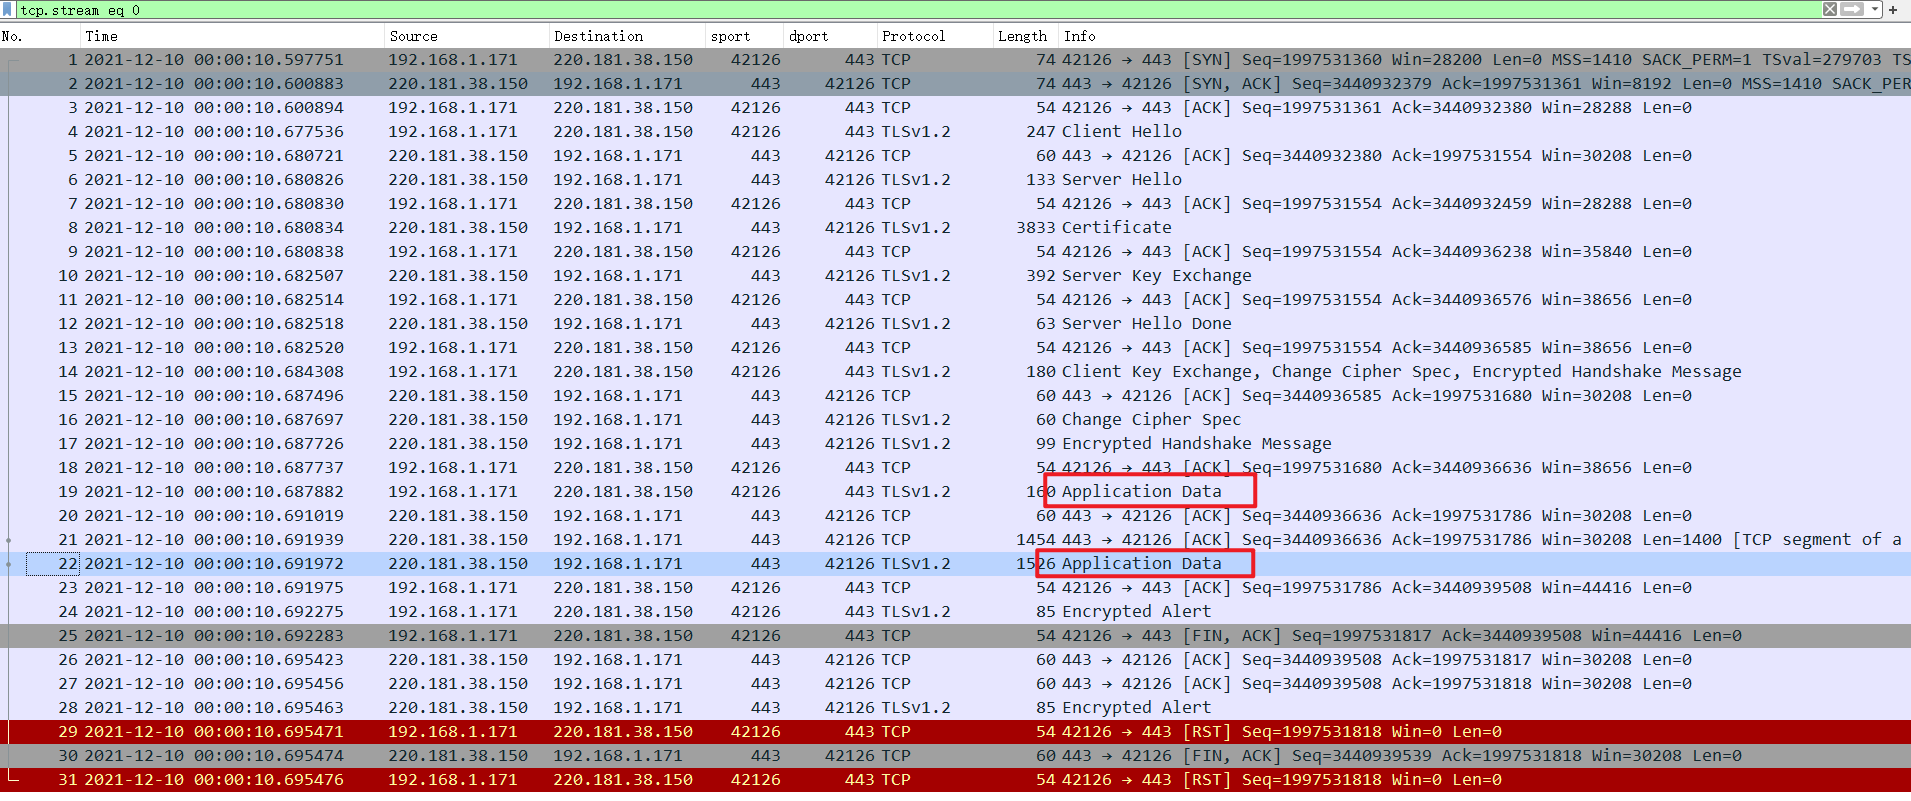 tcp.stream eq 0
No. Time Source Destination sport dport Protocol Length Info
1 2021-12-10 00:00:10.597751 192.168.1.171 220.181.38.150 42126 443 TCP 74 42126 → 443 [SYN] Seq=1997531360 Win=28200 Len=0 MSS=1410 SACK_PERM=1 TSval=279703 TS
2 2021-12-10 00:00:10.600883 220.181.38.150 192.168.1.171 443 42126 TCP 74 443 → 42126 [SYN, ACK] Seq=3440932379 Ack=1997531361 Win=8192 Len=0 MSS=1410 SACK_PER
3 2021-12-10 00:00:10.600894 192.168.1.171 220.181.38.150 42126 443 TCP 54 42126 → 443 [ACK] Seq=1997531361 Ack=3440932380 Win=28288 Len=0
4 2021-12-10 00:00:10.677536 192.168.1.171 220.181.38.150 42126 443 TLSv1.2 247 Client Hello
5 2021-12-10 00:00:10.680721 220.181.38.150 192.168.1.171 443 42126 TCP 60 443 → 42126 [ACK] Seq=3440932380 Ack=1997531554 Win=30208 Len=0
6 2021-12-10 00:00:10.680826 220.181.38.150 192.168.1.171 443 42126 TLSv1.2 133 Server Hello
7 2021-12-10 00:00:10.680830 192.168.1.171 220.181.38.150 42126 443 TCP 54 42126 → 443 [ACK] Seq=1997531554 Ack=3440932459 Win=28288 Len=0
8 2021-12-10 00:00:10.680834 220.181.38.150 192.168.1.171 443 42126 TLSv1.2 3833 Certificate
9 2021-12-10 00:00:10.680838 192.168.1.171 220.181.38.150 42126 443 TCP 54 42126 → 443 [ACK] Seq=1997531554 Ack=3440936238 Win=35840 Len=0
10 2021-12-10 00:00:10.682507 220.181.38.150 192.168.1.171 443 42126 TLSv1.2 392 Server Key Exchange
11 2021-12-10 00:00:10.682514 192.168.1.171 220.181.38.150 42126 443 TCP 54 42126 → 443 [ACK] Seq=1997531554 Ack=3440936576 Win=38656 Len=0
12 2021-12-10 00:00:10.682518 220.181.38.150 192.168.1.171 443 42126 TLSv1.2 63 Server Hello Done
13 2021-12-10 00:00:10.682520 192.168.1.171 220.181.38.150 42126 443 TCP 54 42126 → 443 [ACK] Seq=1997531554 Ack=3440936585 Win=38656 Len=0
14 2021-12-10 00:00:10.684308 192.168.1.171 220.181.38.150 42126 443 TLSv1.2 180 Client Key Exchange, Change Cipher Spec, Encrypted Handshake Message
15 2021-12-10 00:00:10.687496 220.181.38.150 192.168.1.171 443 42126 TCP 60 443 → 42126 [ACK] Seq=3440936585 Ack=1997531680 Win=30208 Len=0
16 2021-12-10 00:00:10.687697 220.181.38.150 192.168.1.171 443 42126 TLSv1.2 60 Change Cipher Spec
17 2021-12-10 00:00:10.687726 220.181.38.150 192.168.1.171 443 42126 TLSv1.2 99 Encrypted Handshake Message
18 2021-12-10 00:00:10.687737 192.168.1.171 220.181.38.150 42126 443 TCP 54 42126 → 443 [ACK] Seq=1997531680 Ack=3440936636 Win=38656 Len=0
19 2021-12-10 00:00:10.687882 192.168.1.171 220.181.38.150 42126 443 TLSv1.2 160 Application Data
20 2021-12-10 00:00:10.691019 220.181.38.150 192.168.1.171 443 42126 TCP 60 443 → 42126 [ACK] Seq=3440936636 Ack=1997531786 Win=30208 Len=0
21 2021-12-10 00:00:10.691939 220.181.38.150 192.168.1.171 443 42126 TCP 1454 443 → 42126 [ACK] Seq=3440936636 Ack=1997531786 Win=30208 Len=1400 [TCP segment of a
22 2021-12-10 00:00:10.691972 220.181.38.150 192.168.1.171 443 42126 TLSv1.2 1526 Application Data
23 2021-12-10 00:00:10.691975 192.168.1.171 220.181.38.150 42126 443 TCP 54 42126 → 443 [ACK] Seq=1997531786 Ack=3440939508 Win=44416 Len=0
24 2021-12-10 00:00:10.692275 192.168.1.171 220.181.38.150 42126 443 TLSv1.2 85 Encrypted Alert
25 2021-12-10 00:00:10.692283 192.168.1.171 220.181.38.150 42126 443 TCP 54 42126 → 443 [FIN, ACK] Seq=1997531817 Ack=3440939508 Win=44416 Len=0
26 2021-12-10 00:00:10.695423 220.181.38.150 192.168.1.171 443 42126 TCP 60 443 → 42126 [ACK] Seq=3440939508 Ack=1997531817 Win=30208 Len=0
27 2021-12-10 00:00:10.695456 220.181.38.150 192.168.1.171 443 42126 TCP 60 443 → 42126 [ACK] Seq=3440939508 Ack=1997531818 Win=30208 Len=0
28 2021-12-10 00:00:10.695463 220.181.38.150 192.168.1.171 443 42126 TLSv1.2 85 Encrypted Alert
29 2021-12-10 00:00:10.695471 192.168.1.171 220.181.38.150 42126 443 TCP 54 42126 → 443 [RST] Seq=1997531818 Win=0 Len=0
30 2021-12-10 00:00:10.695474 220.181.38.150 192.168.1.171 443 42126 TCP 60 443 → 42126 [FIN, ACK] Seq=3440939539 Ack=1997531818 Win=30208 Len=0
31 2021-12-10 00:00:10.695476 192.168.1.171 220.181.38.150 42126 443 TCP 54 42126 → 443 [RST] Seq=1997531818 Win=0 Len=0